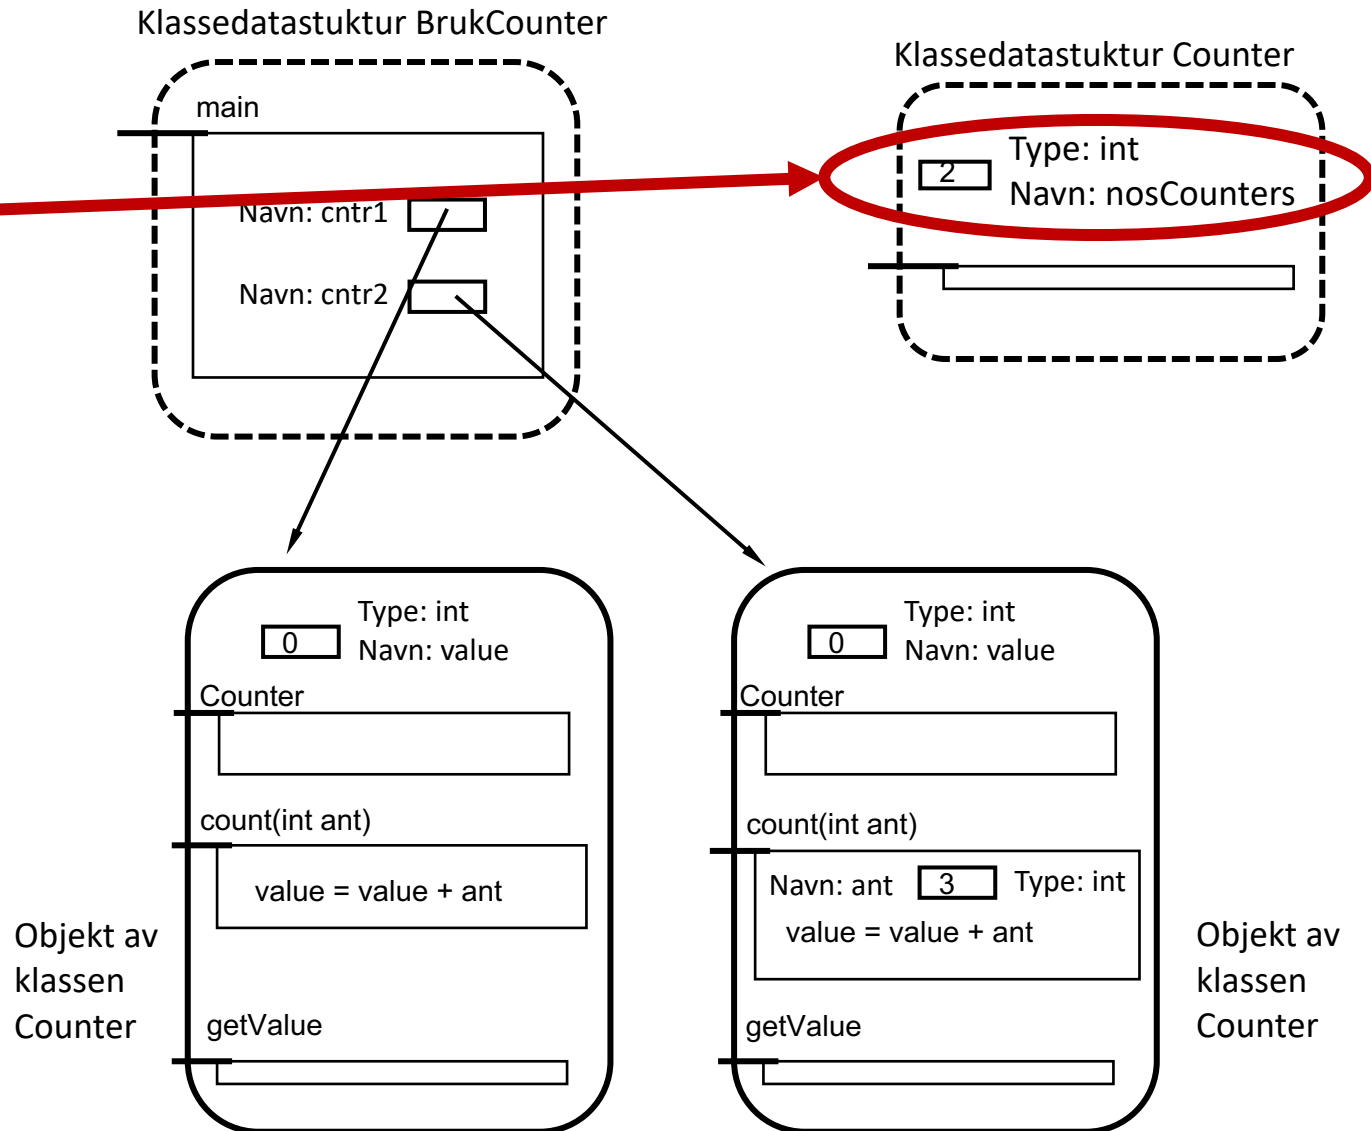 Klassedatastuktur BrukCounter
main
Navn: cntr1
Navn: cntr2
Klassedatastuktur Counter
2
Type: int
Navn: nosCounters
Type: int
0
Navn: value
Counter
count(int ant)
value = value + ant
getValue
Objekt av
klassen
Counter
Type: int
0
Navn: value
Counter
count(int ant)
Navn: ant 3 Type: int
value = value + ant
getValue
Objekt av
klassen
Counter